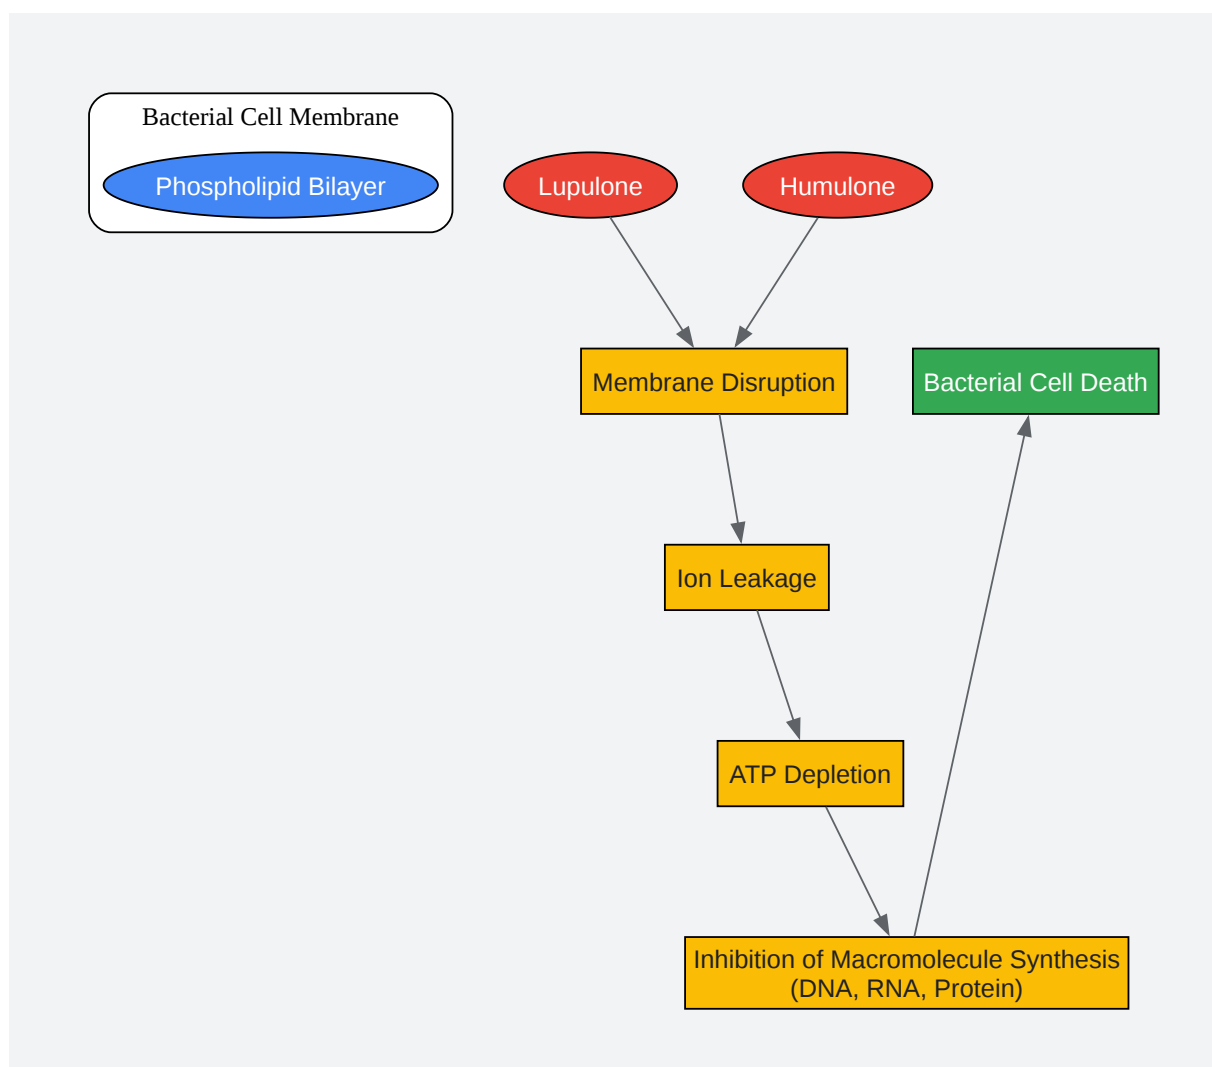 Bacterial Cell Membrane
Phospholipid Bilayer
Lupulone
Humulone
Membrane Disruption
Bacterial Cell Death
Ion Leakage
ATP Depletion
Inhibition of Macromolecule Synthesis
(DNA, RNA, Protein)